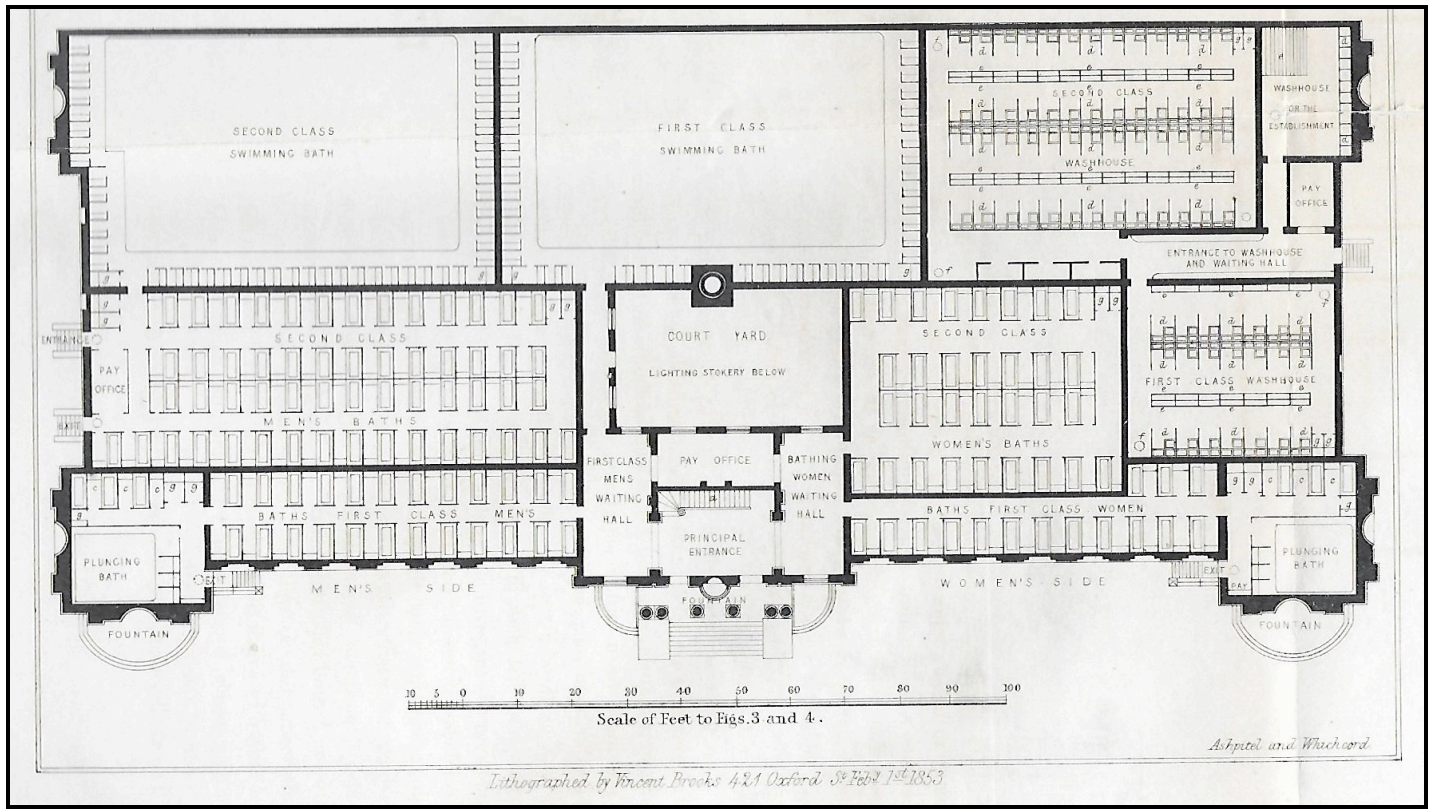 SECOND CLASS
SWIMMING BATH
FIRST CLASS
SWIMMING BATH
SECOND CLASS
WASHHOUSE
WASHHOUSE
OR THE
ESTABLISHMENT
PAY
OFFICE
ENTRANCE TO WASHHOUSE
AND WAITING HALL
ENTRANCE
PAY
OFFICE
EXIT
SECOND CLASS
MEN'S BATHS
COURT YARD
LIGHTING STOKERY BELOW
SECOND CLASS
WOMEN'S BATHS
FIRST CLASS WASHHOUSE
FIRST CLASS
MENS
WAITING
HALL
PAY OFFICE
BATHING
WOMEN
WAITING
HALL
BATHS FIRST CLASS MEN'S
PRINCIPAL
ENTRANCE
BATHS FIRST CLASS WOMEN
PLUNGING
BATH
EXIT
MEN'S SIDE
FOUNTAIN
WOMEN'S SIDE
EXIT
PAY
PLUNGING
BATH
FOUNTAIN
FOUNTAIN
10 5 0 10 20 30 40 50 60 70 80 90 100
Scale of Feet to Figs. 3 and 4.
Ashpitel and Whichcord
Lithographed by Vincent Brooks 421 Oxford St. Feby 1st 1853